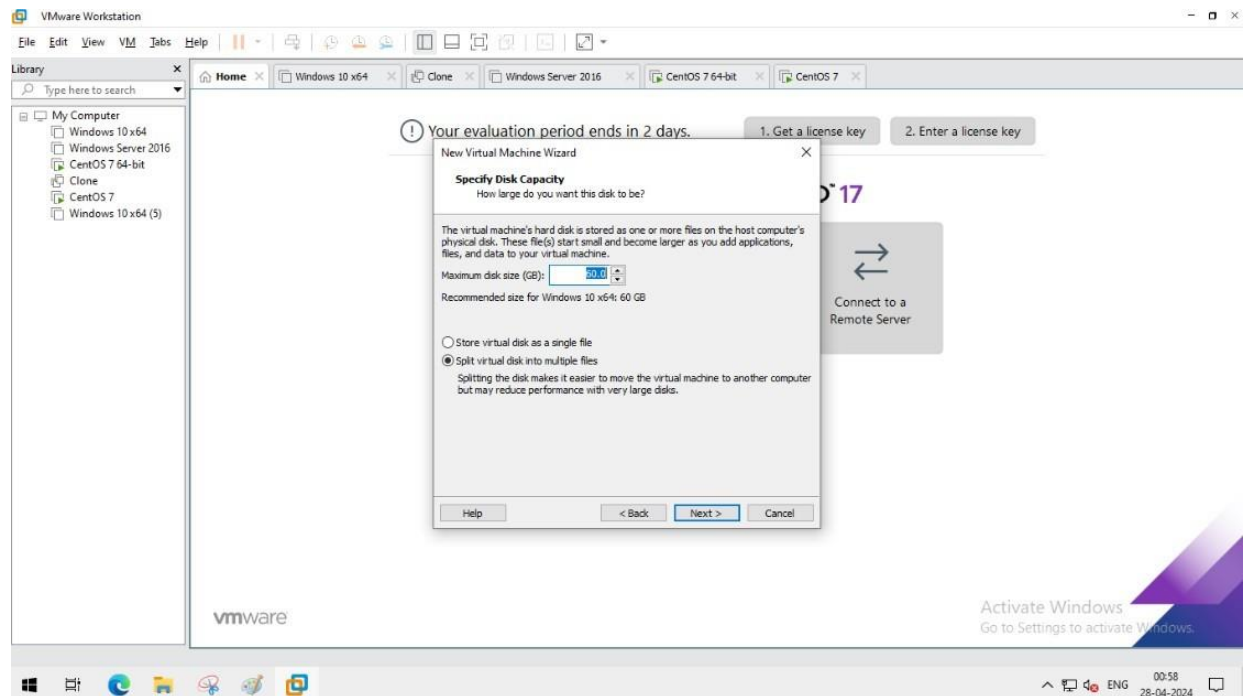 VMware Workstation
File Edit View VM Tabs Help
Library
Type here to search
Home
Windows 10 x64
Clone
Windows Server 2016
CentOS 7 64-bit
CentOS 7
My Computer
Windows 10 x64
Windows Server 2016
CentOS 7 64-bit
Clone
CentOS 7
Windows 10 x64 (5)
Your evaluation period ends in 2 days.
1. Get a license key
2. Enter a license key
17
Connect to a
Remote Server
New Virtual Machine Wizard
Specify Disk Capacity
How large do you want this disk to be?
The virtual machine's hard disk is stored as one or more files on the host computer's
physical disk. These file(s) start small and become larger as you add applications,
files, and data to your virtual machine.
Maximum disk size (GB): 60.0
Recommended size for Windows 10 x64: 60 GB
Store virtual disk as a single file
Split virtual disk into multiple files
Splitting the disk makes it easier to move the virtual machine to another computer
but may reduce performance with very large disks.
Help
< Back
Next >
Cancel
vmware
Activate Windows
Go to Settings to activate Windows.
ENG
00:58
28-04-2024